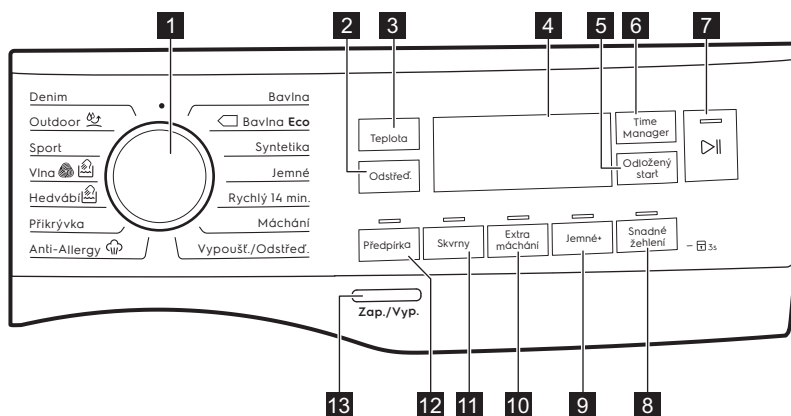 1
2
3
4
5
6
7
Denim
Outdoor
Sport
Vlna
Hedvábí
Přikrývka
Anti-Allergy
Bavlna
Bavlna Eco
Syntetika
Jemné
Rychlý 14 min.
Máchání
Vypoušť./Odstřeď.
Teplota
Odstřeď.
Time
Manager
Odložený
start
Předpírka
Skvrny
Extra
máchání
Jemné+
Snadné
žehlení
3s
Zap./Vyp.
13
12
11
10
9
8